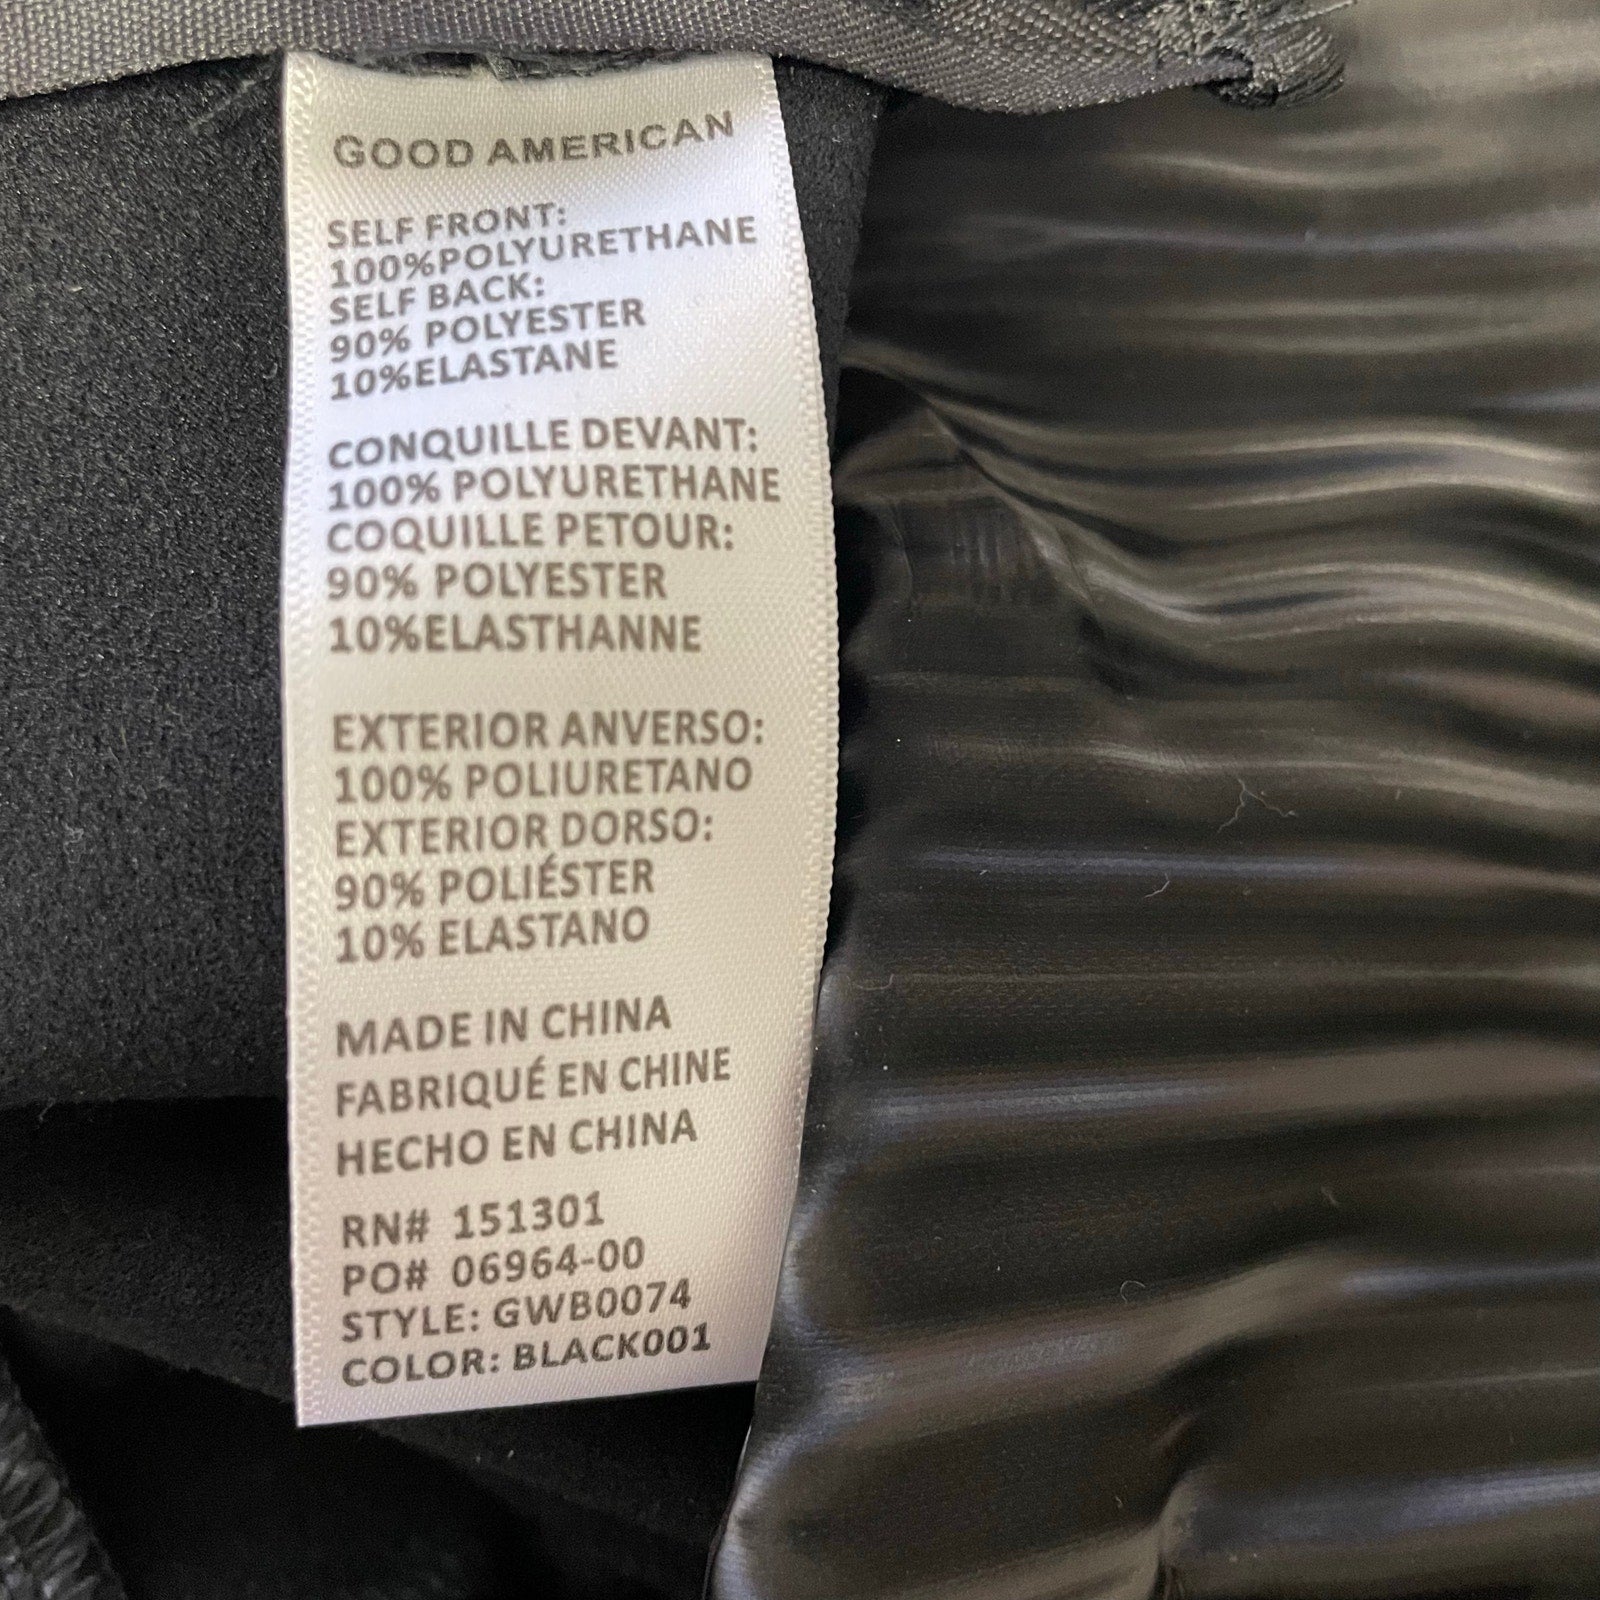 GOOD AMERICAN
SELF FRONT:
100%POLYURETHANE
SELF BACK:
90% POLYESTER
10%ELASTANE
CONQUILLE DEVANT:
100% POLYURETHANE
COQUILLE PETOUR:
90% POLYESTER
10%ELASTHANNE
EXTERIOR ANVERSO:
100% POLIURETANO
EXTERIOR DORSO:
90% POLIÉSTER
10% ELASTANO
MADE IN CHINA
FABRIQUÉ EN CHINE
HECHO EN CHINA
RN# 151301
PO# 06964-00
STYLE: GWB0074
COLOR: BLACK001